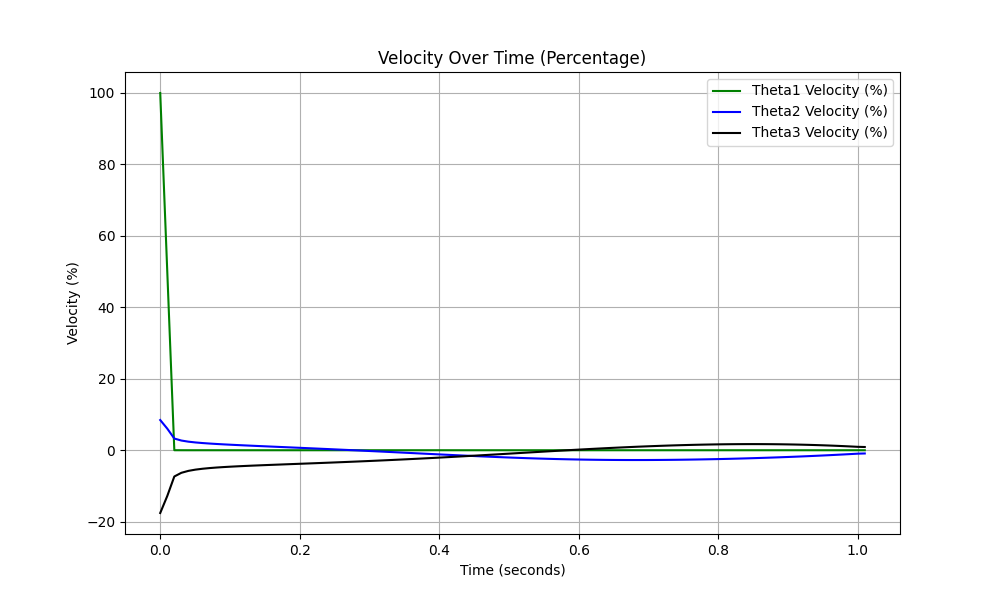 Velocity Over Time (Percentage)
Theta1 Velocity (%)
Theta2 Velocity (%)
Theta3 Velocity (%)
Velocity (%)
100
80
60
40
20
0
−20
0.0 0.2 0.4 0.6 0.8 1.0
Time (seconds)